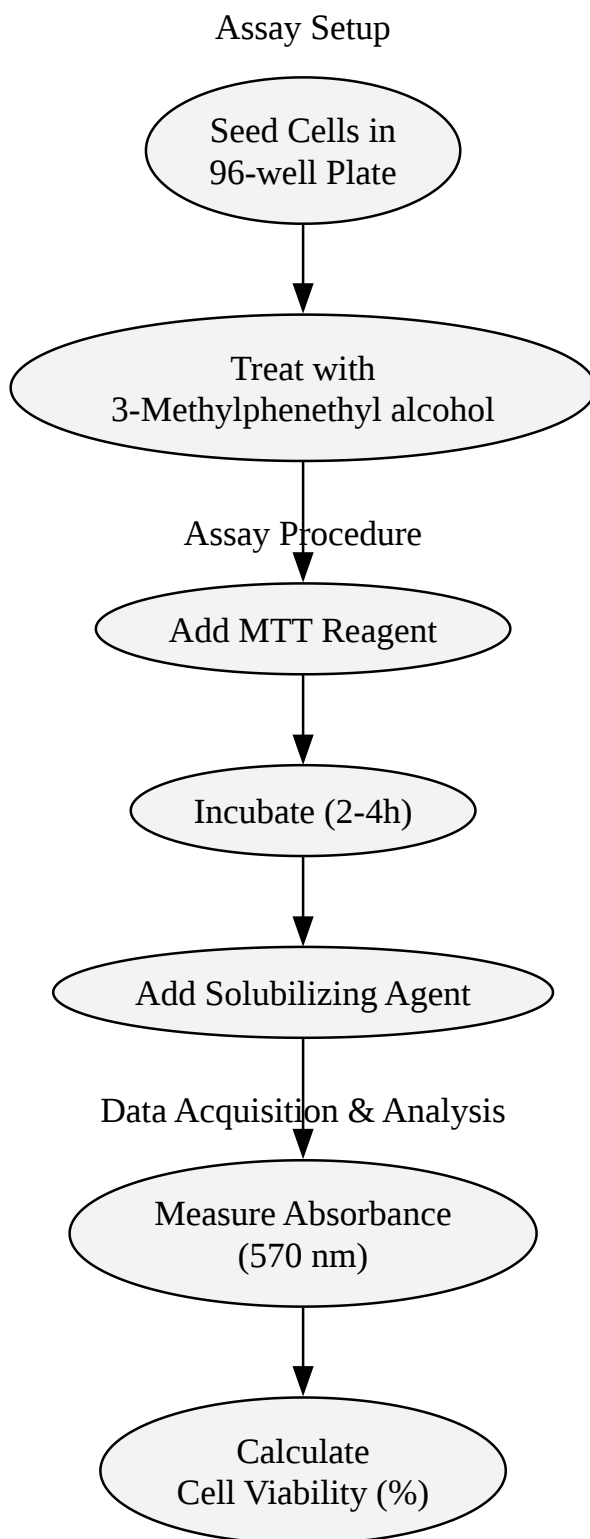 Assay Setup
Seed Cells in
96-well Plate
Treat with
3-Methylphenethyl alcohol
Assay Procedure
Add MTT Reagent
Incubate (2-4h)
Add Solubilizing Agent
Data Acquisition & Analysis
Measure Absorbance
(570 nm)
Calculate
Cell Viability (%)